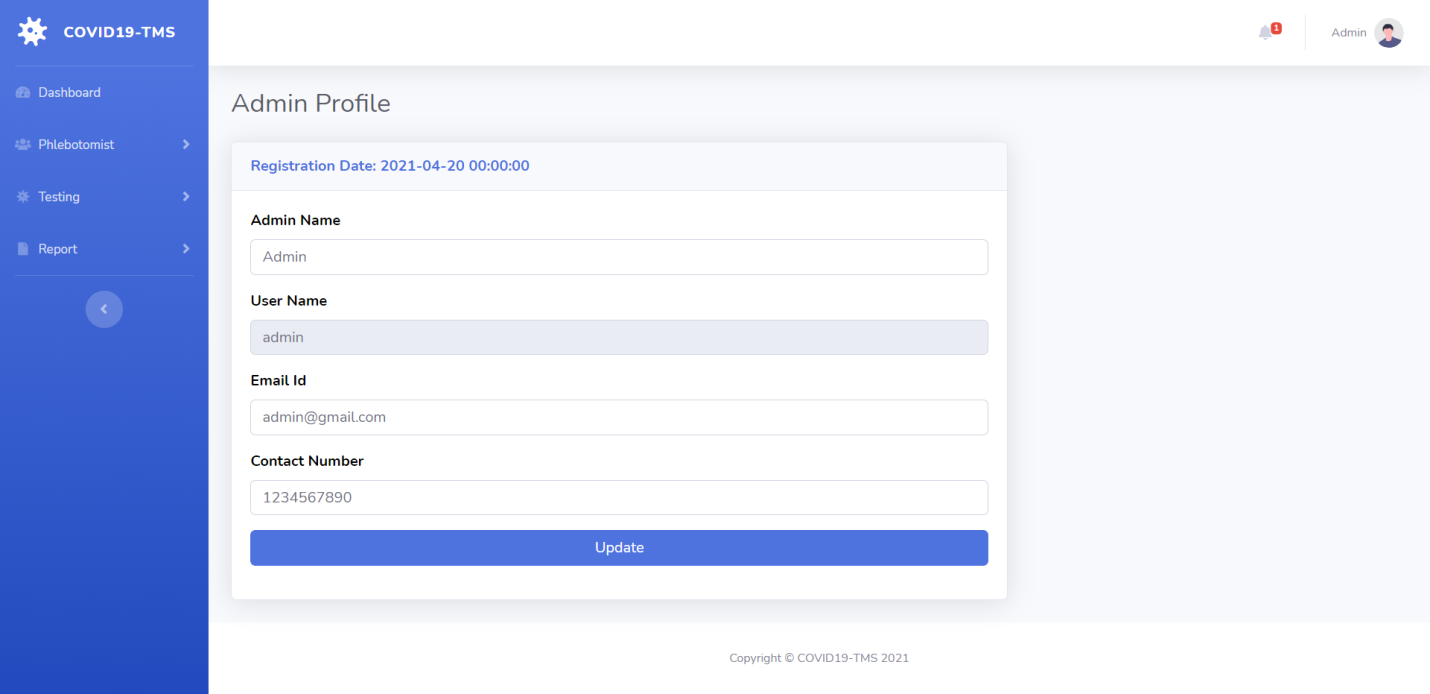 COVID19-TMS
1
Admin
Dashboard
Phlebotomist
Testing
Report
Admin Profile
Registration Date: 2021-04-20 00:00:00
Admin Name
Admin
User Name
admin
Email Id
admin@gmail.com
Contact Number
1234567890
Update
Copyright © COVID19-TMS 2021